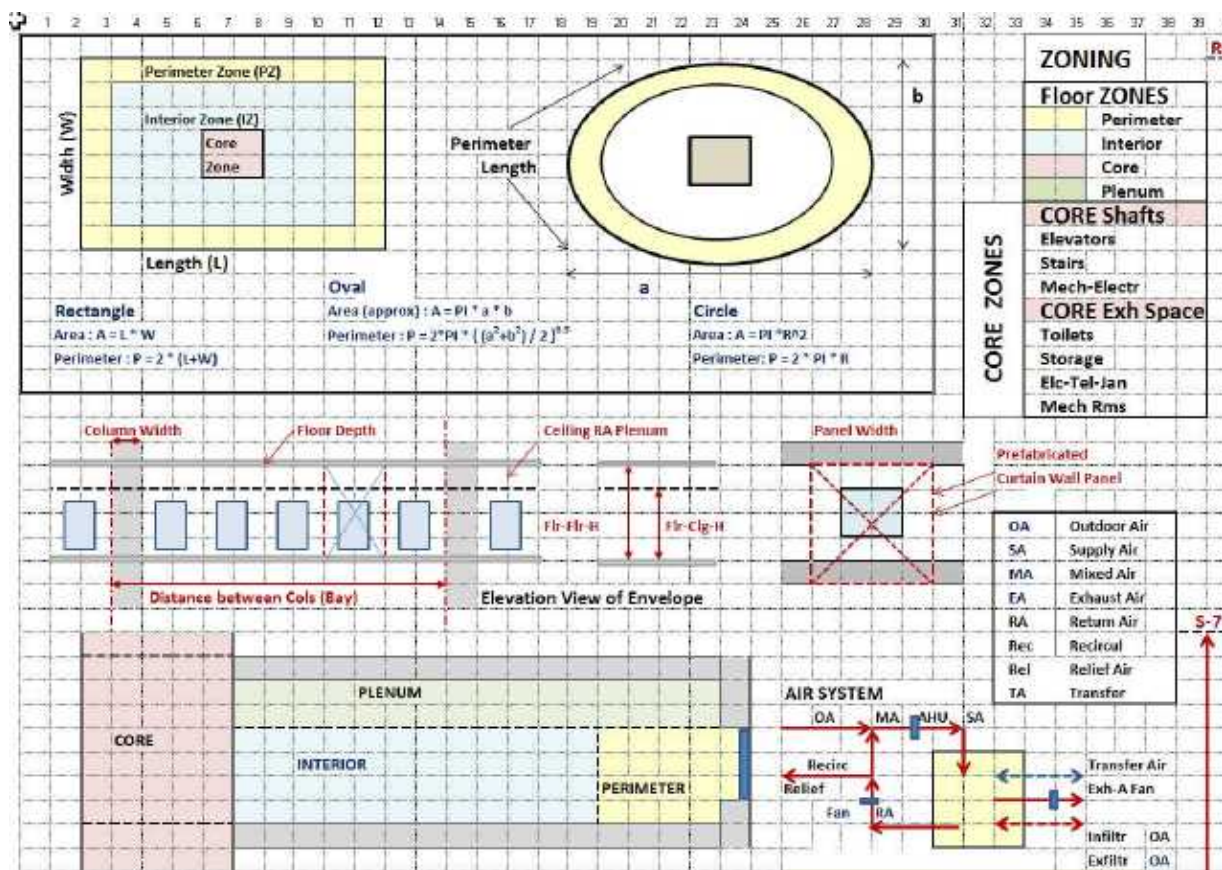 1 2 3 4 5 6 7 8 9 10 11 12 13 14 15 16 17 18 19 20 21 22 23 24 25 26 27 28 29 30 31 32 33 34 35 36 37 38 39
R
ZONING
Floor ZONES
Perimeter
Interior
Core
Plenum
CORE ZONES
CORE Shafts
Elevators
Stairs
Mech-Electr
CORE Exh Space
Toilets
Storage
Elc-Tel-Jan
Mech Rms
Perimeter Zone (PZ)
Interior Zone (IZ)
Core
Zone
Width (W)
Length (L)
Perimeter
Length
b
a
Rectangle
Area : A = L * W
Perimeter : P = 2 * (L+W)
Oval
Area (approx) : A = PI * a * b
Perimeter : P = 2*PI * ( (a²+b²) / 2 )^0.5
Circle
Area : A = PI *R^2
Perimeter: P = 2 * PI * R
Column Width
Floor Depth
Ceiling RA Plenum
Panel Width
Prefabricated
Curtain Wall Panel
Flr-Flr-H
Flr-Clg-H
Distance between Cols (Bay)
Elevation View of Envelope
OA Outdoor Air
SA Supply Air
MA Mixed Air
EA Exhaust Air
RA Return Air
Rec Recircul
Rel Relief Air
TA Transfer
S-7
CORE
PLENUM
INTERIOR
PERIMETER
AIR SYSTEM
OA MA AHU SA
Recirc
Relief
Fan RA
Transfer Air
Exh-A Fan
Infiltr OA
Exfiltr OA